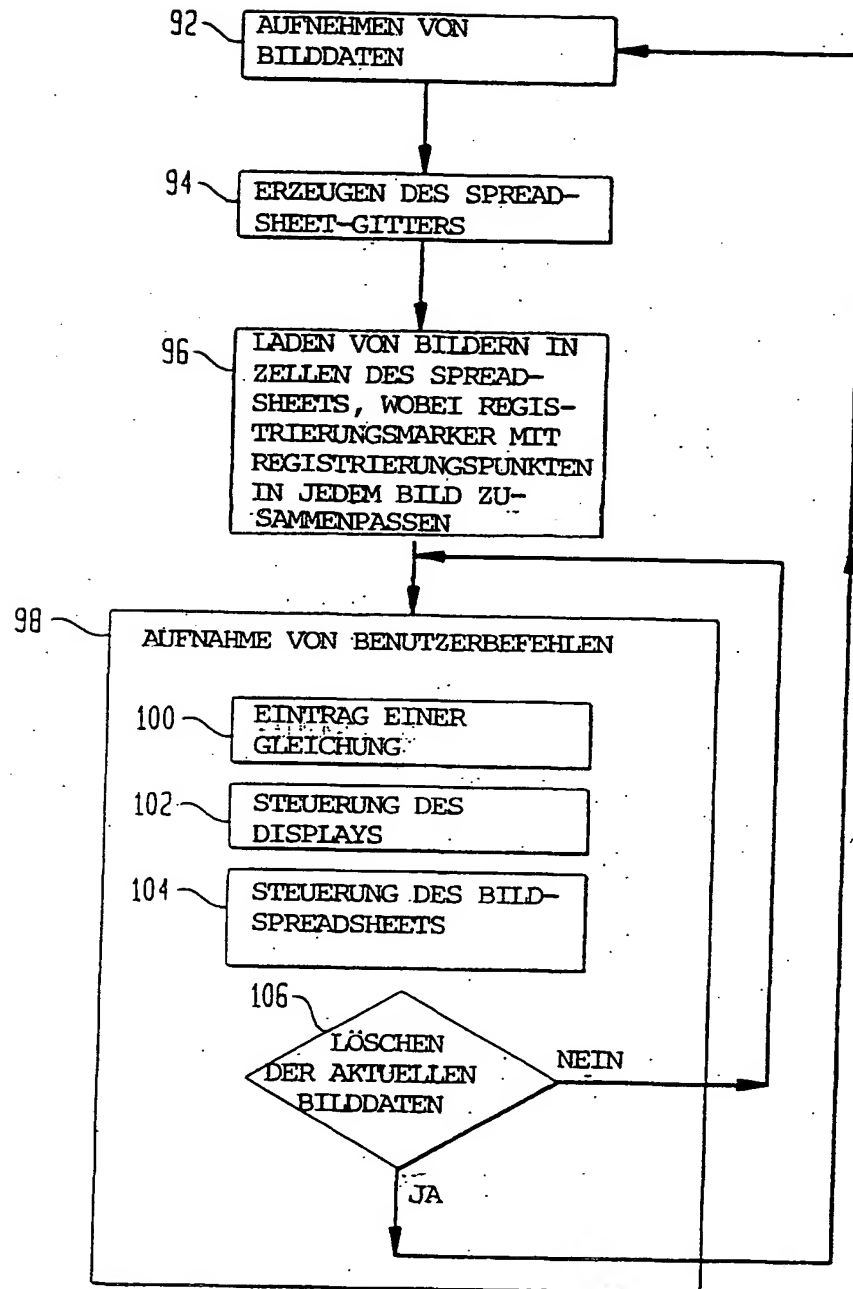 92
AUFNEHMEN VON
BILDDATEN
94
ERZEUGEN DES SPREAD-
SHEET-GITTERS
96
LADEN VON BILDERN IN
ZELLEN DES SPREAD-
SHEETS, WOBEI REGIS-
TRIERUNGSMARKER MIT
REGISTRIERUNGSPUNKTEN
IN JEDEM BILD ZU-
SAMMENPASSEN
98
AUFNAHME VON BENUTZERBEFEHLEN
100
EINTRAG EINER
GLEICHUNG
102
STEUERUNG DES
DISPLAYS
104
STEUERUNG DES BILD-
SPREADSHEETS
106
LÖSCHEN
DER AKTUELLEN
BILDDATEN
NEIN
JA